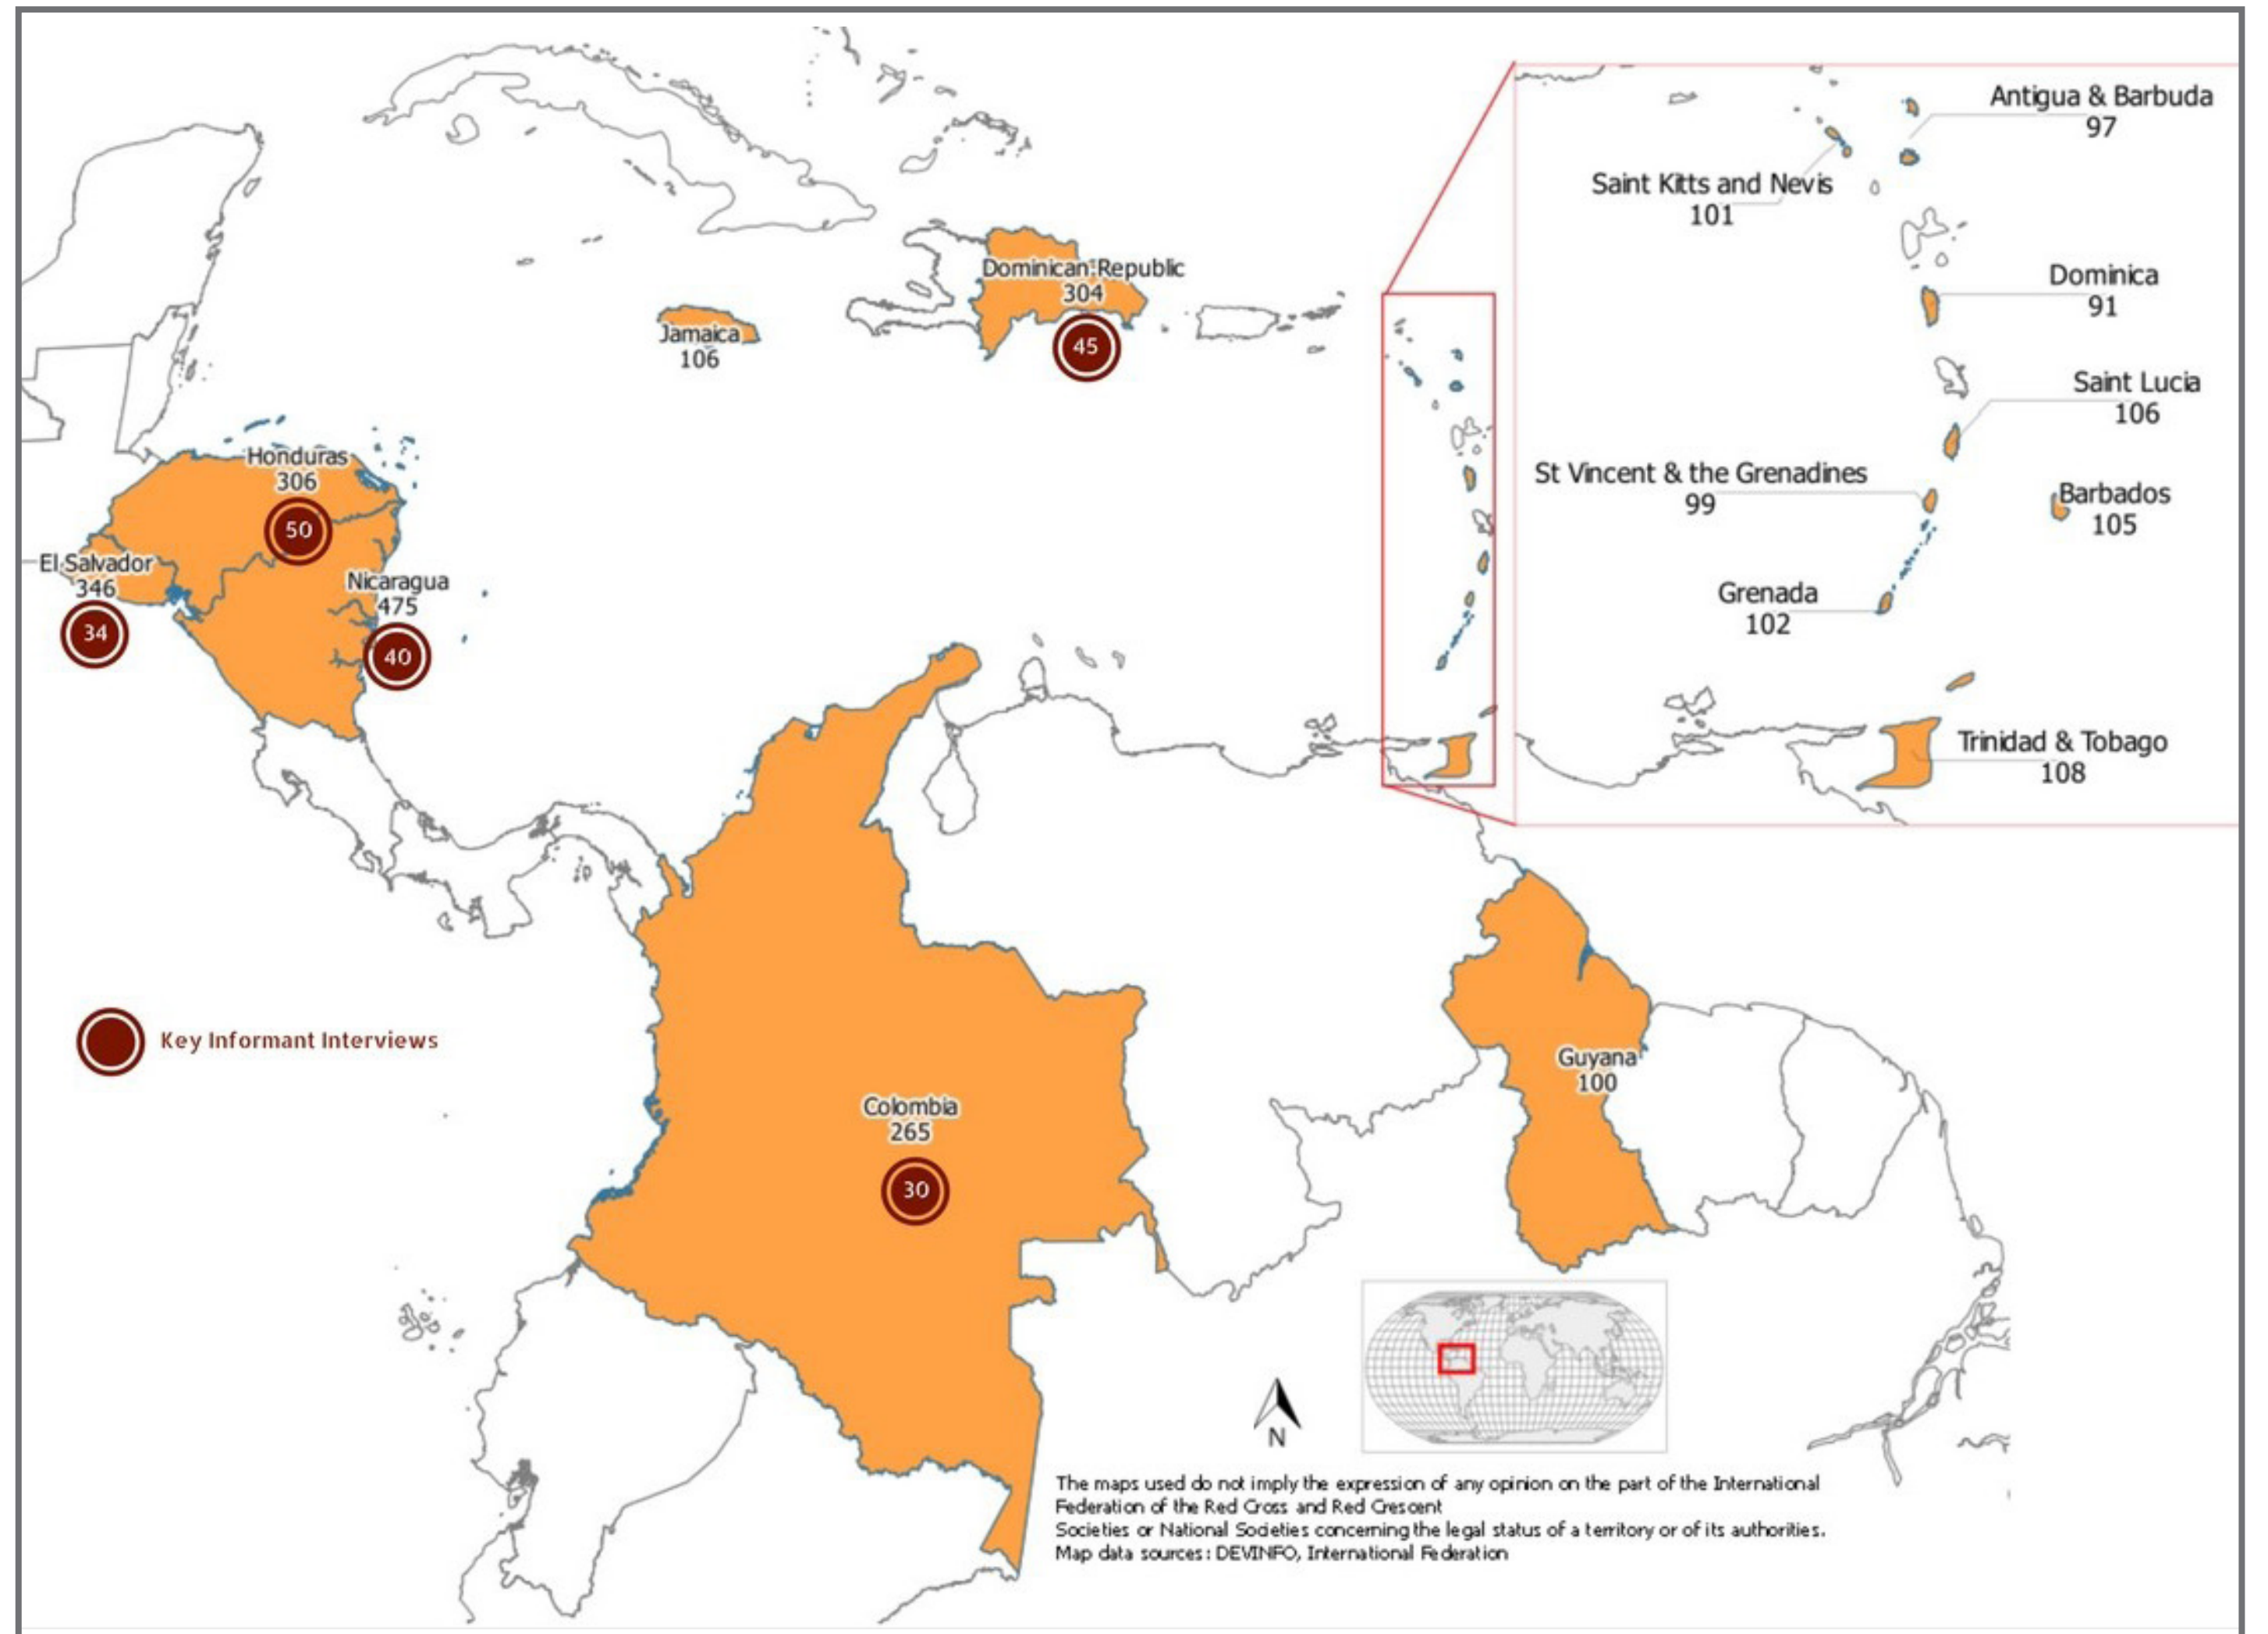 Antigua & Barbuda
97
Saint Kitts and Nevis
101
Dominica
91
Saint Lucia
106
St Vincent & the Grenadines
99
Barbados
105
Grenada
102
Trinidad & Tobago
108
Dominican Republic
304
45
Jamaica
106
Honduras
306
50
El Salvador
346
34
Nicaragua
475
40
Key Informant Interviews
Colombia
265
30
Guyana
100
N
The maps used do not imply the expression of any opinion on the part of the International
Federation of the Red Cross and Red Crescent
Societies or National Societies concerning the legal status of a territory or of its authorities.
Map data sources: DEVINFO, International Federation